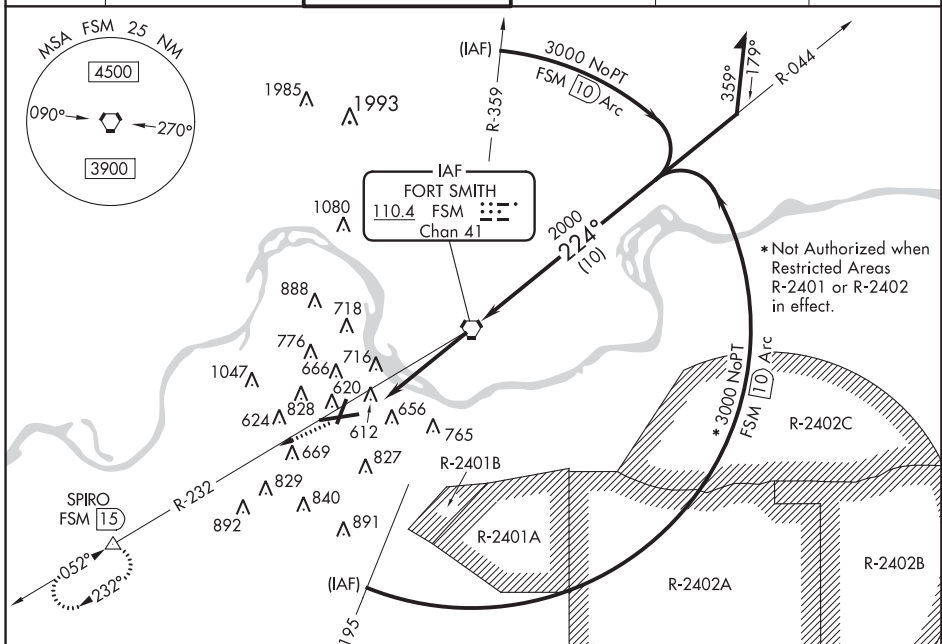 MSA FSM 25 NM
4500
090°
270°
3900
1985
1993
(IAF)
3000 NoPT
FSM 10 Arc
R-359
359°
179°
R-044
IAF
FORT SMITH
110.4 FSM
Chan 41
1080
2000
224°
(10)
* Not Authorized when
Restricted Areas
R-2401 or R-2402
in effect.
888
718
776
716
666
1047
620
624
828
612
656
765
669
827
829
840
892
891
* 3000 NoPT
FSM 10 Arc
R-2402C
R-2401B
R-2401A
R-2402A
R-2402B
R-232
SPIRO
FSM 15
052°
232°
(IAF)
195